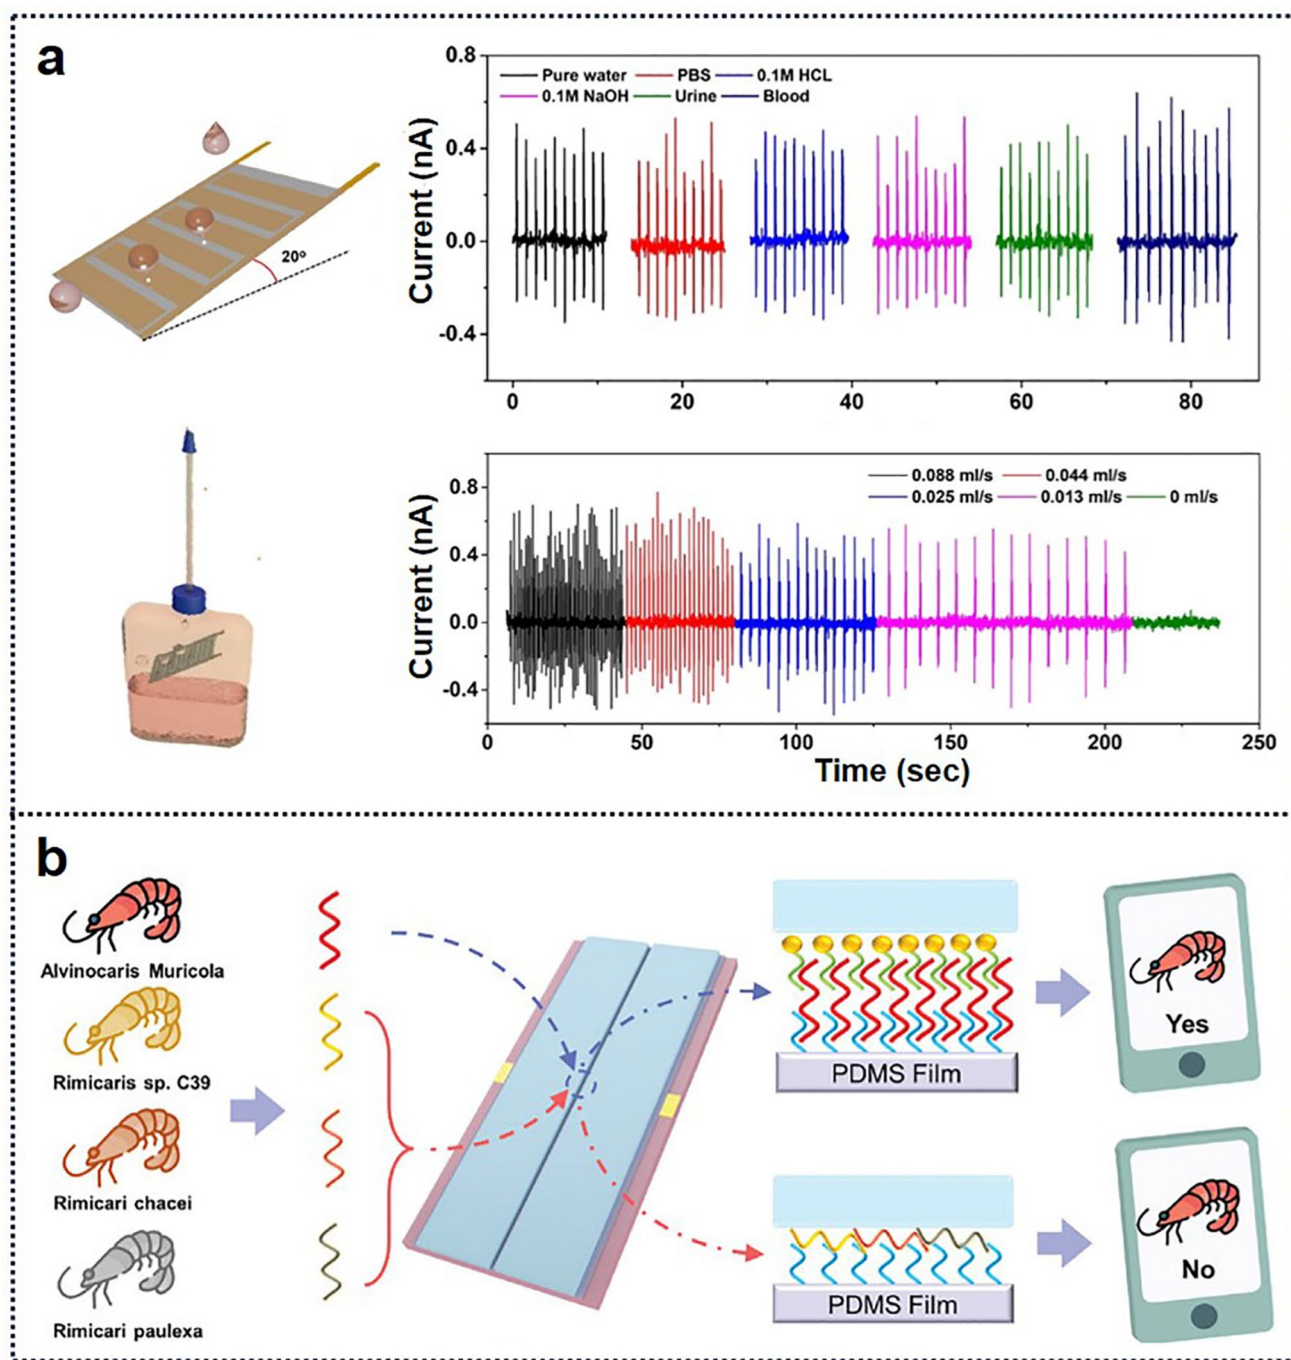 a
20°
Current (nA)
0.8
0.4
0.0
-0.4
Pure water PBS 0.1M HCL
0.1M NaOH Urine Blood
0 20 40 60 80
Current (nA)
0.8
0.4
0.0
-0.4
0.088 ml/s 0.044 ml/s
0.025 ml/s 0.013 ml/s 0 ml/s
0 50 100 150 200 250
Time (sec)
b
Alvinocaris Muricola
Rimicaris sp. C39
Rimicari chacei
Rimicari paulexa
PDMS Film
Yes
PDMS Film
No